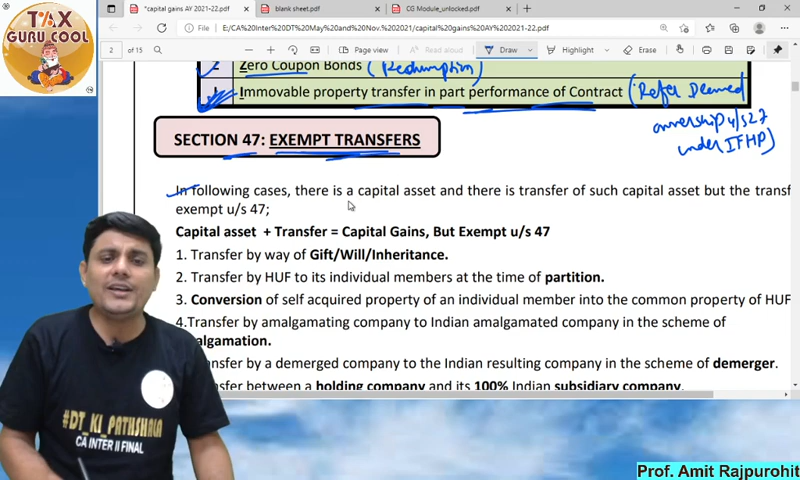 TAX
GURU COOL
*capital gains AY 2021-22.pdf
blank sheet.pdf
CG Module_unlocked.pdf
E:/CA%20Inter%20DT%20May%20and%20Nov.%202021/capital%20gains%20AY%202021-22.pdf
2 of 15
Page view
Read aloud
Draw
Highlight
Erase
2 Zero Coupon Bonds (Redumption)
Immovable property transfer in part performance of Contract (Refer Deemed
ownership u/s 27
under IFHP)
SECTION 47: EXEMPT TRANSFERS
In following cases, there is a capital asset and there is transfer of such capital asset but the transf
exempt u/s 47;
Capital asset + Transfer = Capital Gains, But Exempt u/s 47
1. Transfer by way of Gift/Will/Inheritance.
2. Transfer by HUF to its individual members at the time of partition.
3. Conversion of self acquired property of an individual member into the common property of HUF
4.Transfer by amalgamating company to Indian amalgamated company in the scheme of
algamation.
ansfer by a demerged company to the Indian resulting company in the scheme of demerger.
nsfer between a holding company and its 100% Indian subsidiary company.
#DT_KI PATHSHALA
CA INTER II FINAL
Prof. Amit Rajpurohit